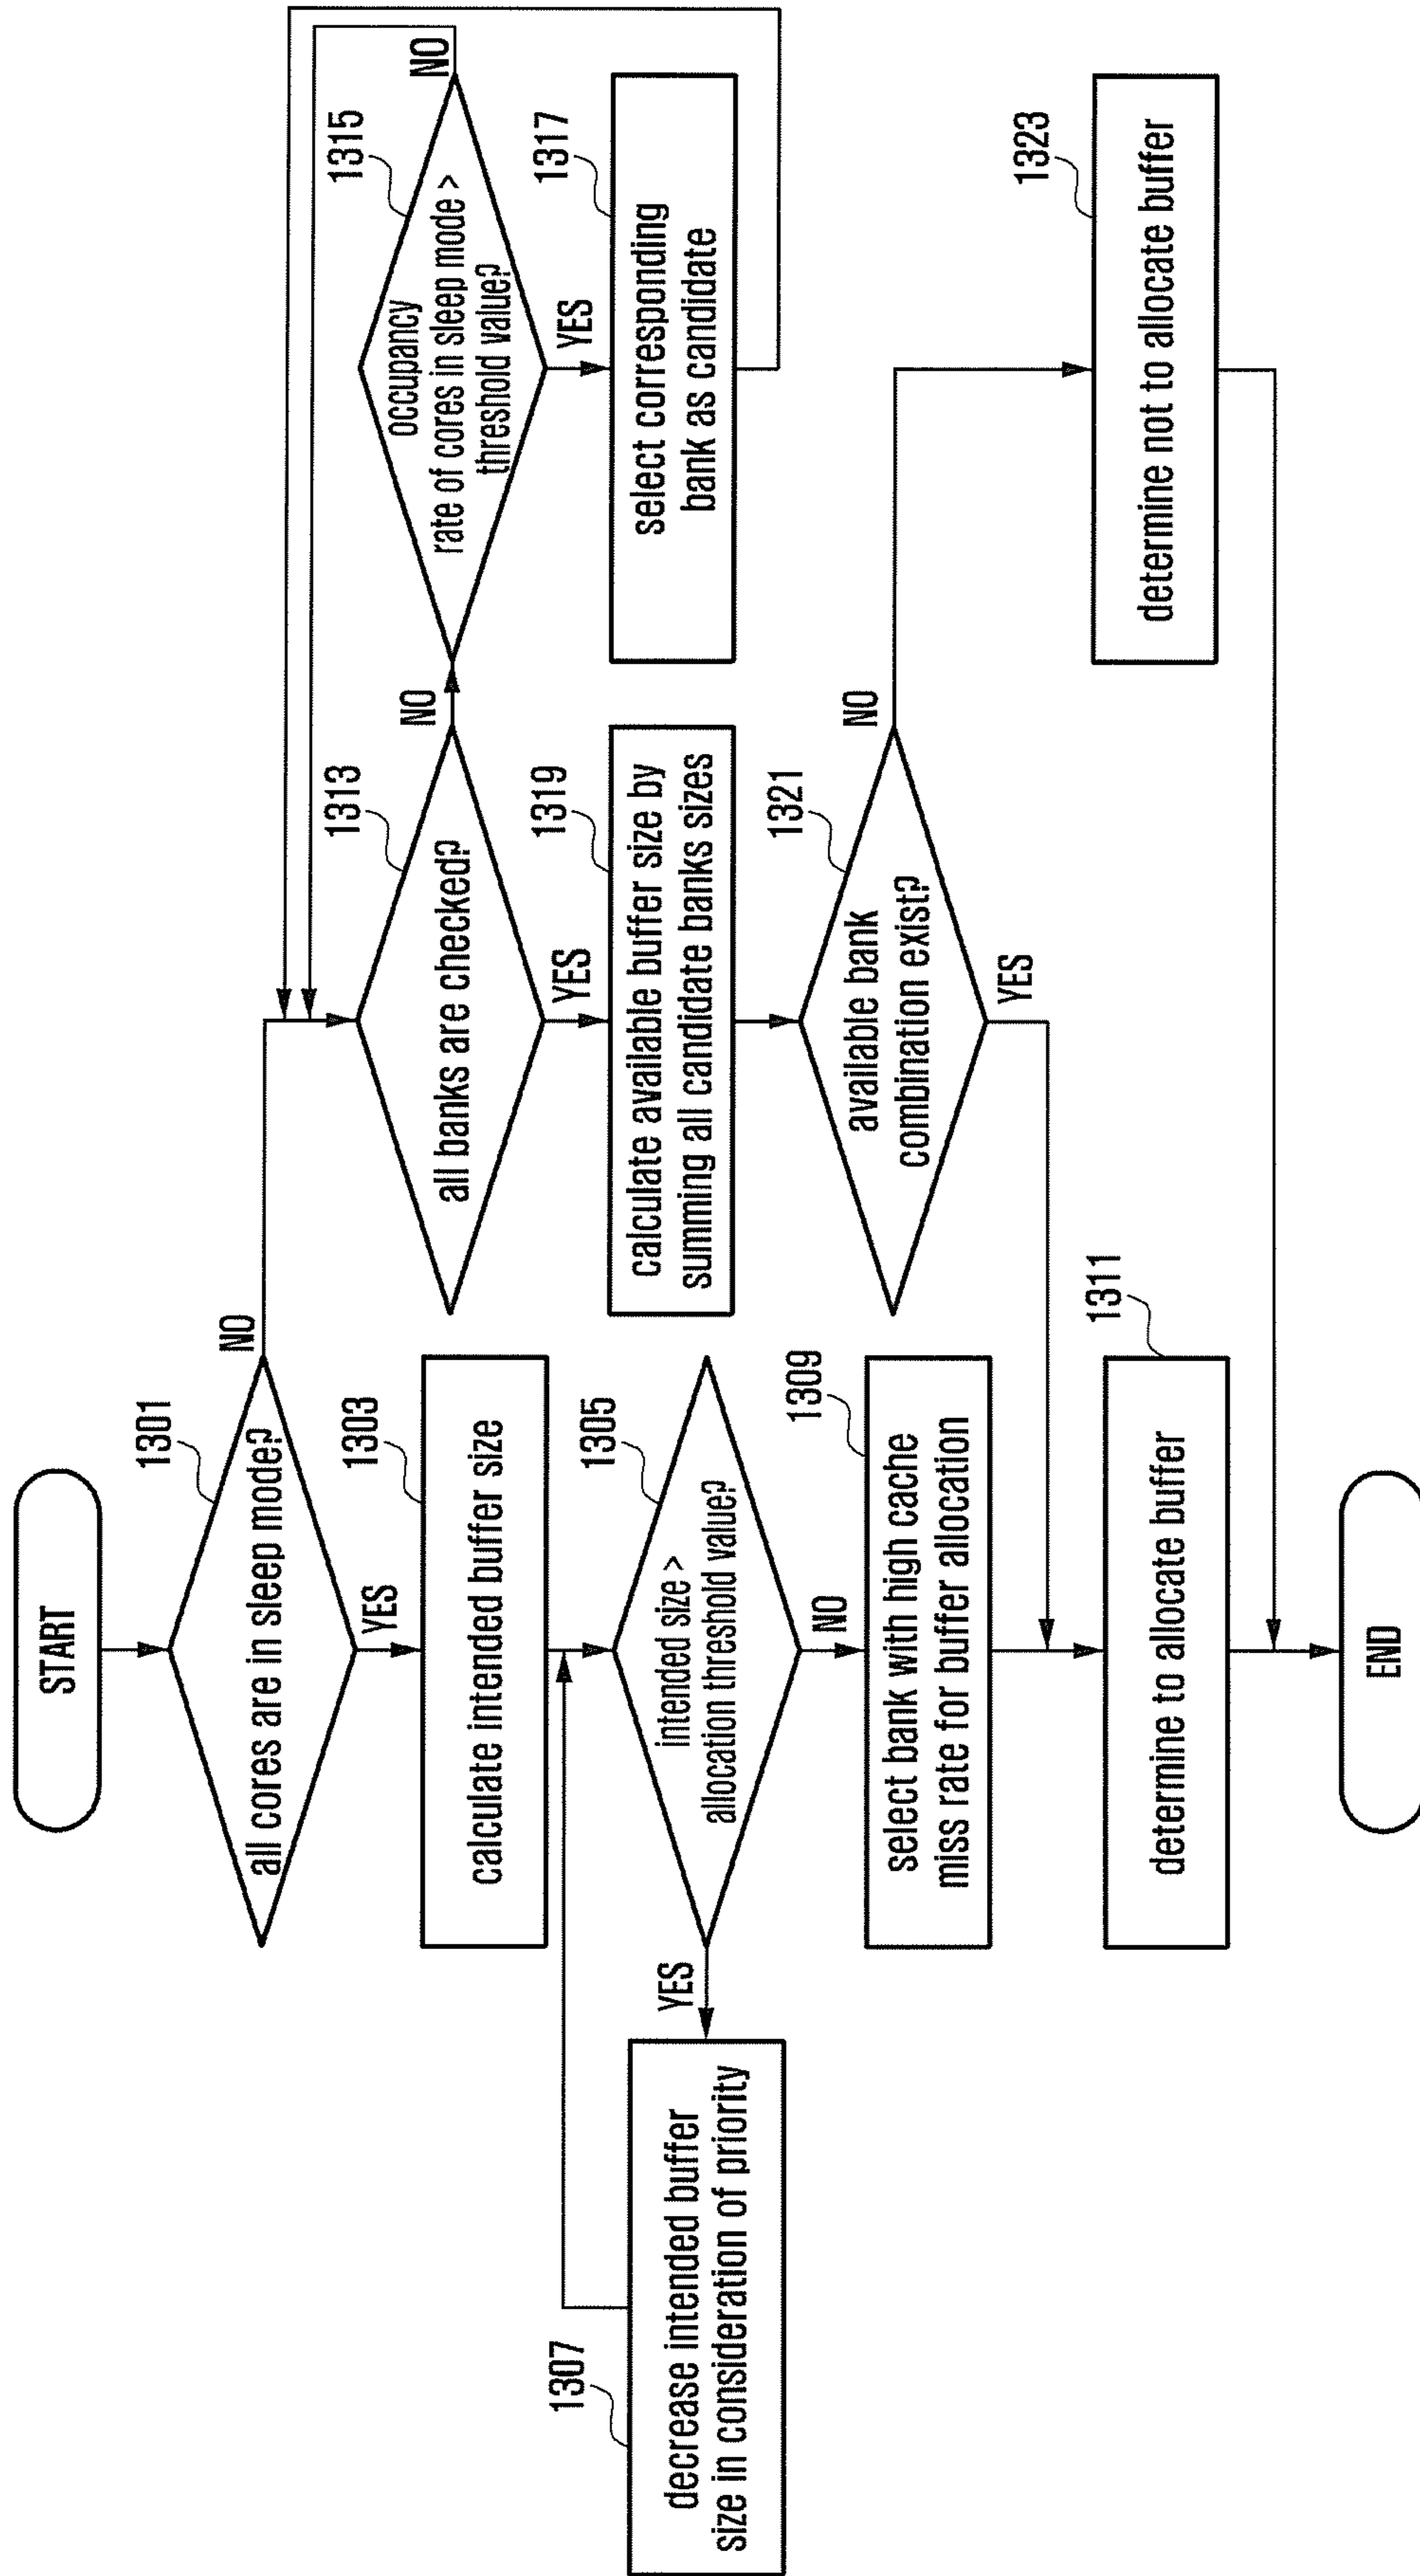 START
1301
all cores are in sleep mode?
NO
YES
1303
calculate intended buffer size
1305
intended size >
allocation threshold value?
YES
NO
1307
decrease intended buffer
size in consideration of priority
1309
select bank with high cache
miss rate for buffer allocation
1311
determine to allocate buffer
END
1313
all banks are checked?
NO
YES
1315
occupancy
rate of cores in sleep mode >
threshold value?
NO
YES
1317
select corresponding
bank as candidate
1319
calculate available buffer size by
summing all candidate banks sizes
1321
available bank
combination exist?
NO
YES
1323
determine not to allocate buffer